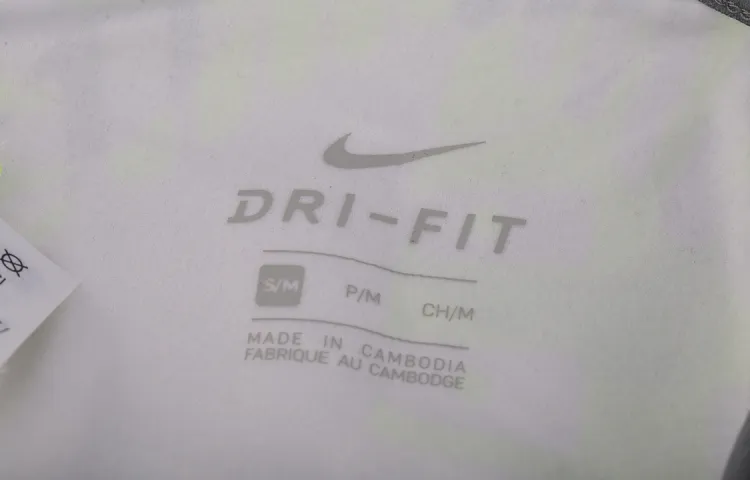 DRI-FIT
S/M P/M CH/M
MADE IN CAMBODIA
FABRIQUE AU CAMBODGE